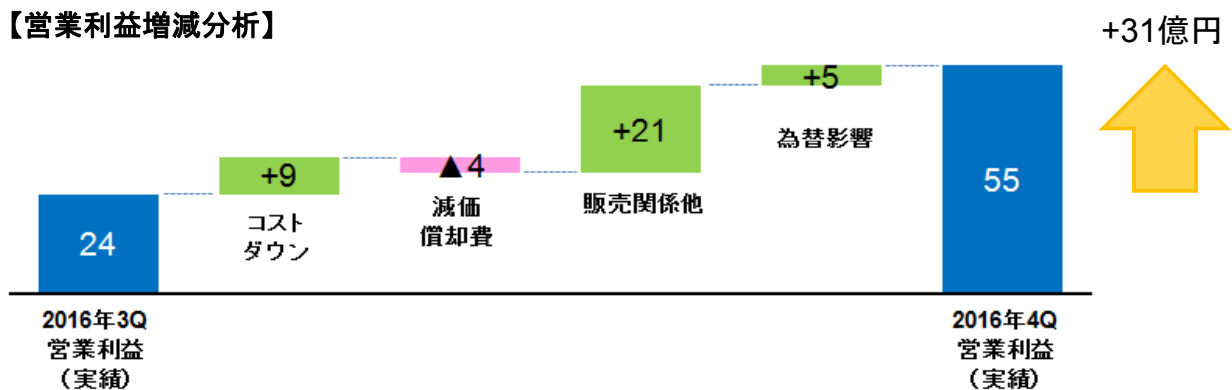 【営業利益増減分析】
+31億円
24
+9
▲4
+21
+5
55
コスト
ダウン
減価
償却費
販売関係他
為替影響
2016年3Q
営業利益
（実績）
2016年4Q
営業利益
（実績）